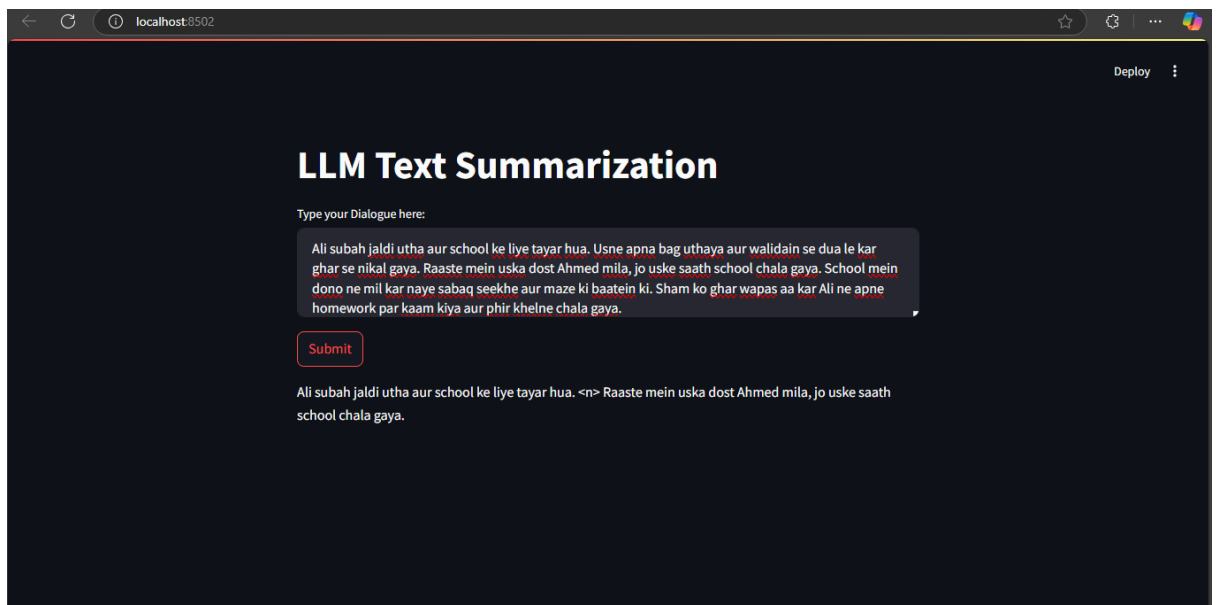 localhost:8502
Deploy
LLM Text Summarization
Type your Dialogue here:
Ali subah jaldi utha aur school ke liye tayar hua. Usne apna bag uthaya aur walidain se dua le kar
ghar se nikal gaya. Raaste mein uska dost Ahmed mila, jo uske saath school chala gaya. School mein
dono ne mil kar naye sabaq seekhe aur maze ki baatein ki. Sham ko ghar wapas aa kar Ali ne apne
homework par kaam kiya aur phir khelne chala gaya.
Submit
Ali subah jaldi utha aur school ke liye tayar hua. <n> Raaste mein uska dost Ahmed mila, jo uske saath
school chala gaya.